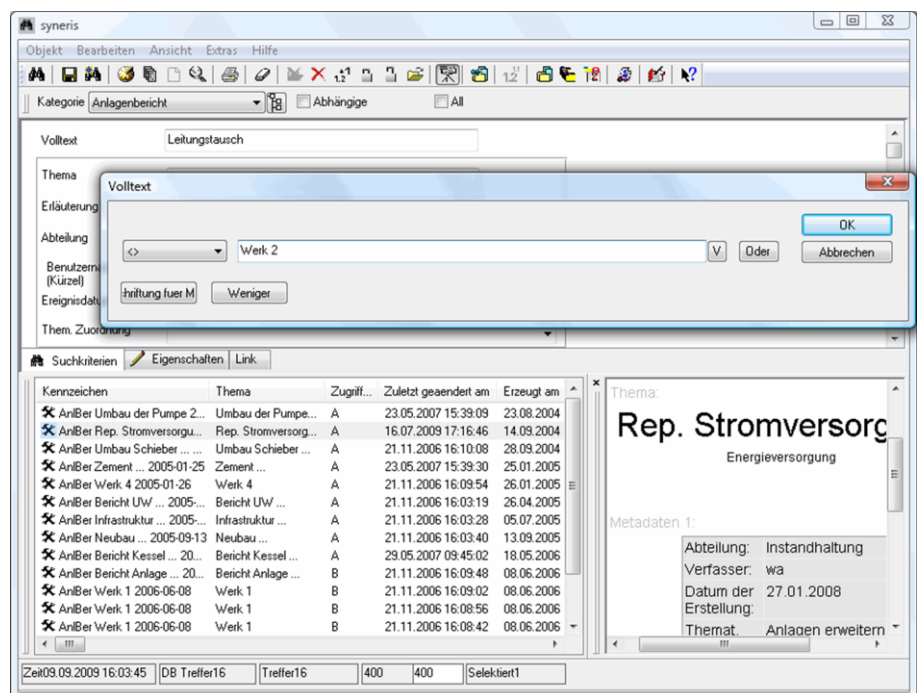 syneris
Objekt Bearbeiten Ansicht Extras Hilfe
Kategorie Anlagenbericht Abhängige All
Volltext Leitungstausch
Thema
Volltext
Erläuterung
OK
Abteilung <> Werk 2 V Oder Abbrechen
Benutzerna
(Kürzel) :hriftung fuer M Weniger
Ereignisdatu
Them. Zuordnung
Suchkriterien Eigenschaften Link
Kennzeichen Thema Zugriff... Zuletzt geaendert am Erzeugt am
AnlBer Umbau der Pumpe 2... Umbau der Pumpe... A 23.05.2007 15:39:09 23.08.2004
AnlBer Rep. Stromversorgu... Rep. Stromversorg... A 16.07.2009 17:16:46 14.09.2004
AnlBer Umbau Schieber ... ... Umbau Schieber ... A 21.11.2006 16:10:08 28.09.2004
AnlBer Zement ... 2005-01-25 Zement ... A 23.05.2007 15:39:30 25.01.2005
AnlBer Werk 4 2005-01-26 Werk 4 A 21.11.2006 16:09:54 26.01.2005
AnlBer Bericht UW ... 2005-... Bericht UW ... A 21.11.2006 16:03:19 26.04.2005
AnlBer Infrastruktur ... 2005-... Infrastruktur ... A 21.11.2006 16:03:28 05.07.2005
AnlBer Neubau ... 2005-09-13 Neubau ... A 21.11.2006 16:03:40 13.09.2005
AnlBer Bericht Kessel ... 20... Bericht Kessel ... A 29.05.2007 09:45:02 18.05.2006
AnlBer Bericht Anlage ... 20... Bericht Anlage ... B 21.11.2006 16:09:48 08.06.2006
AnlBer Werk 1 2006-06-08 Werk 1 B 21.11.2006 16:09:02 08.06.2006
AnlBer Werk 1 2006-06-08 Werk 1 B 21.11.2006 16:08:56 08.06.2006
AnlBer Werk 1 2006-06-08 Werk 1 B 21.11.2006 16:08:42 08.06.2006
Thema:
Rep. Stromversorg
Energieversorgung
Metadaten 1:
Abteilung: Instandhaltung
Verfasser: wa
Datum der 27.01.2008
Erstellung:
Themat. Anlagen erweitern
Zeit09.09.2009 16:03:45 DB Treffer16 Treffer16 400 400 Selektiert1